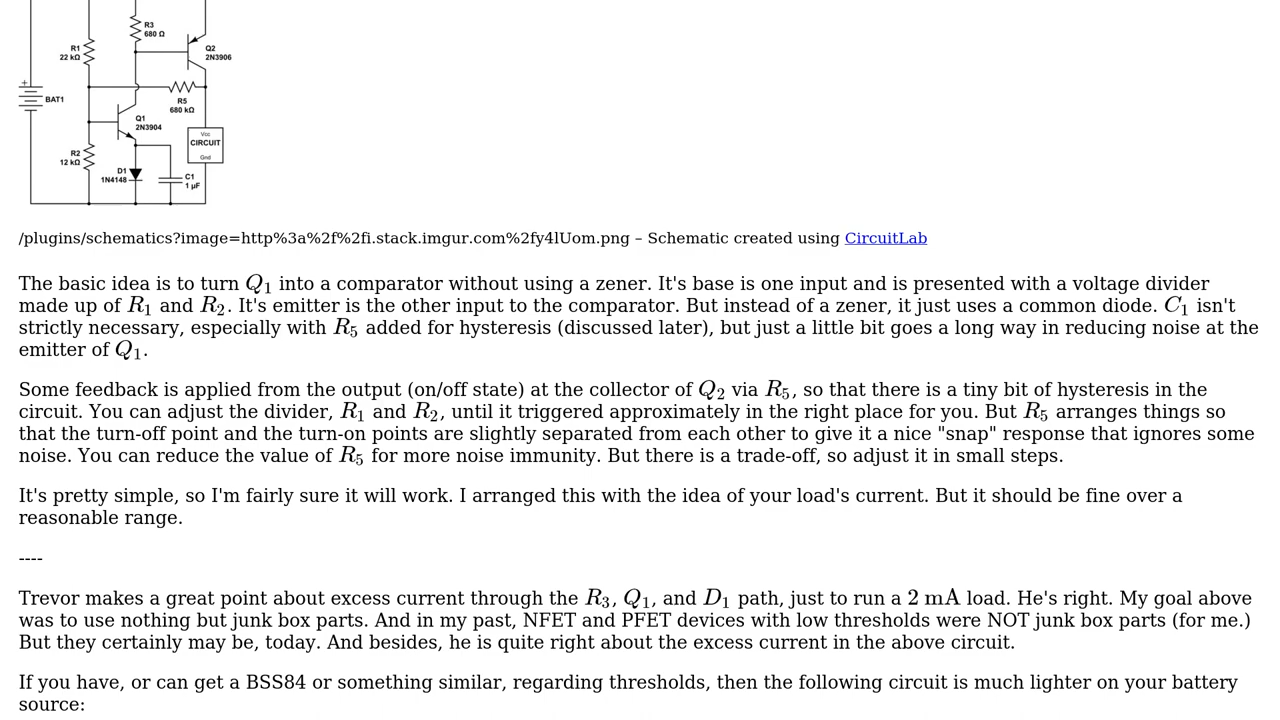 R3
680 Ω
R1
22 kΩ
Q2
2N3906
+
BAT1
R5
680 kΩ
Q1
2N3904
Vcc
CIRCUIT
Gnd
R2
12 kΩ
D1
1N4148
C1
1 µF
/plugins/schematics?image=http%3a%2f%2fi.stack.imgur.com%2fy4lUom.png – Schematic created using CircuitLab
The basic idea is to turn Q1 into a comparator without using a zener. It's base is one input and is presented with a voltage divider
made up of R1 and R2. It's emitter is the other input to the comparator. But instead of a zener, it just uses a common diode. C1 isn't
strictly necessary, especially with R5 added for hysteresis (discussed later), but just a little bit goes a long way in reducing noise at the
emitter of Q1.
Some feedback is applied from the output (on/off state) at the collector of Q2 via R5, so that there is a tiny bit of hysteresis in the
circuit. You can adjust the divider, R1 and R2, until it triggered approximately in the right place for you. But R5 arranges things so
that the turn-off point and the turn-on points are slightly separated from each other to give it a nice "snap" response that ignores some
noise. You can reduce the value of R5 for more noise immunity. But there is a trade-off, so adjust it in small steps.
It's pretty simple, so I'm fairly sure it will work. I arranged this with the idea of your load's current. But it should be fine over a
reasonable range.
----
Trevor makes a great point about excess current through the R3, Q1, and D1 path, just to run a 2 mA load. He's right. My goal above
was to use nothing but junk box parts. And in my past, NFET and PFET devices with low thresholds were NOT junk box parts (for me.)
But they certainly may be, today. And besides, he is quite right about the excess current in the above circuit.
If you have, or can get a BSS84 or something similar, regarding thresholds, then the following circuit is much lighter on your battery
source: